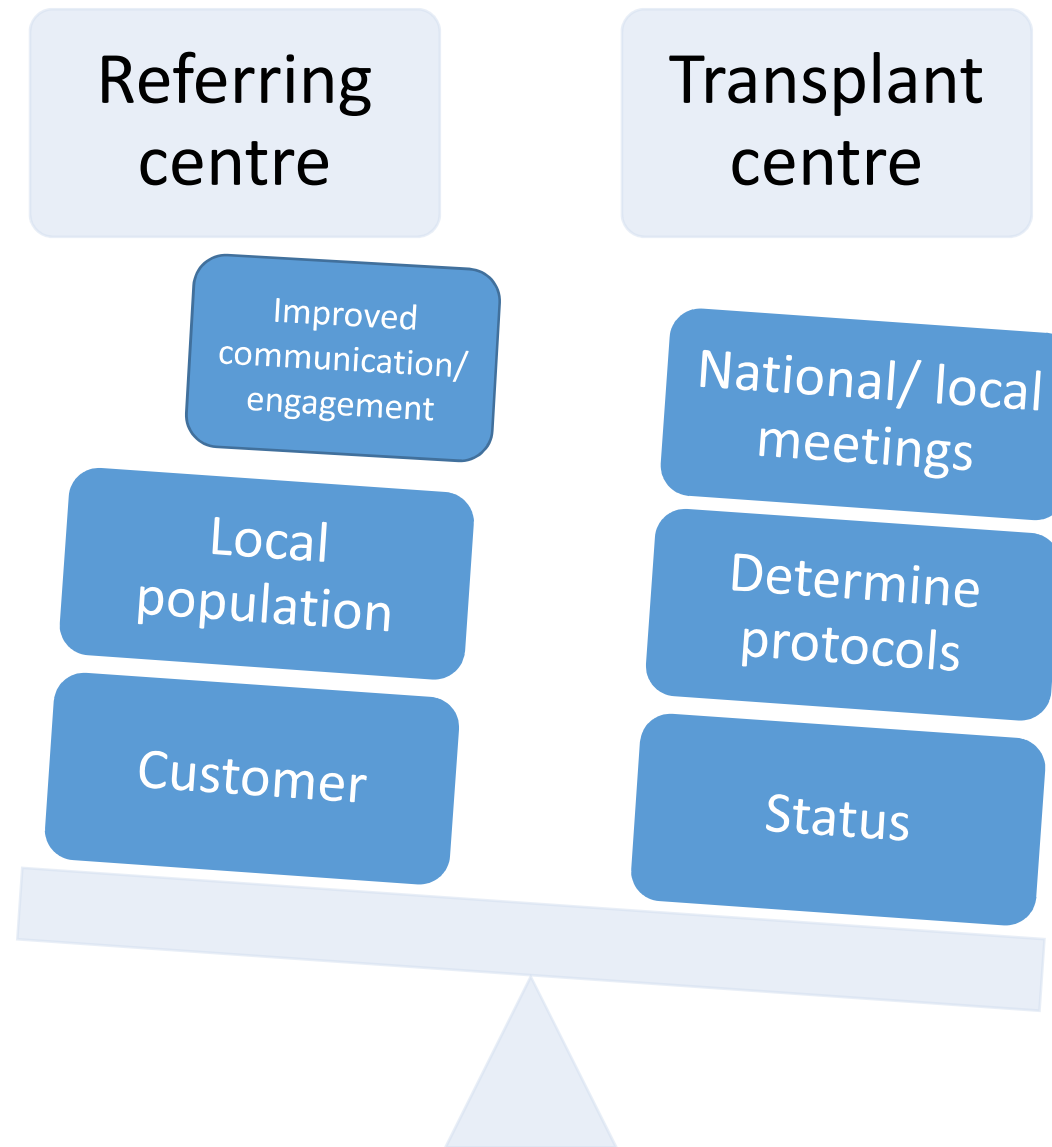 Referring
centre
Transplant
centre
Improved
communication/
engagement
Local
population
Customer
National/ local
meetings
Determine
protocols
Status